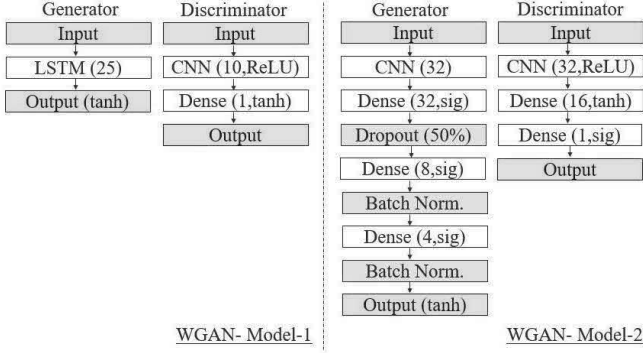 Generator
Input
LSTM (25)
Output (tanh)
Discriminator
Input
CNN (10,ReLU)
Dense (1,tanh)
Output
WGAN- Model-1
Generator
Input
CNN (32)
Dense (32,sig)
Dropout (50%)
Dense (8,sig)
Batch Norm.
Dense (4,sig)
Batch Norm.
Output (tanh)
Discriminator
Input
CNN (32,ReLU)
Dense (16,tanh)
Dense (1,sig)
Output
WGAN- Model-2